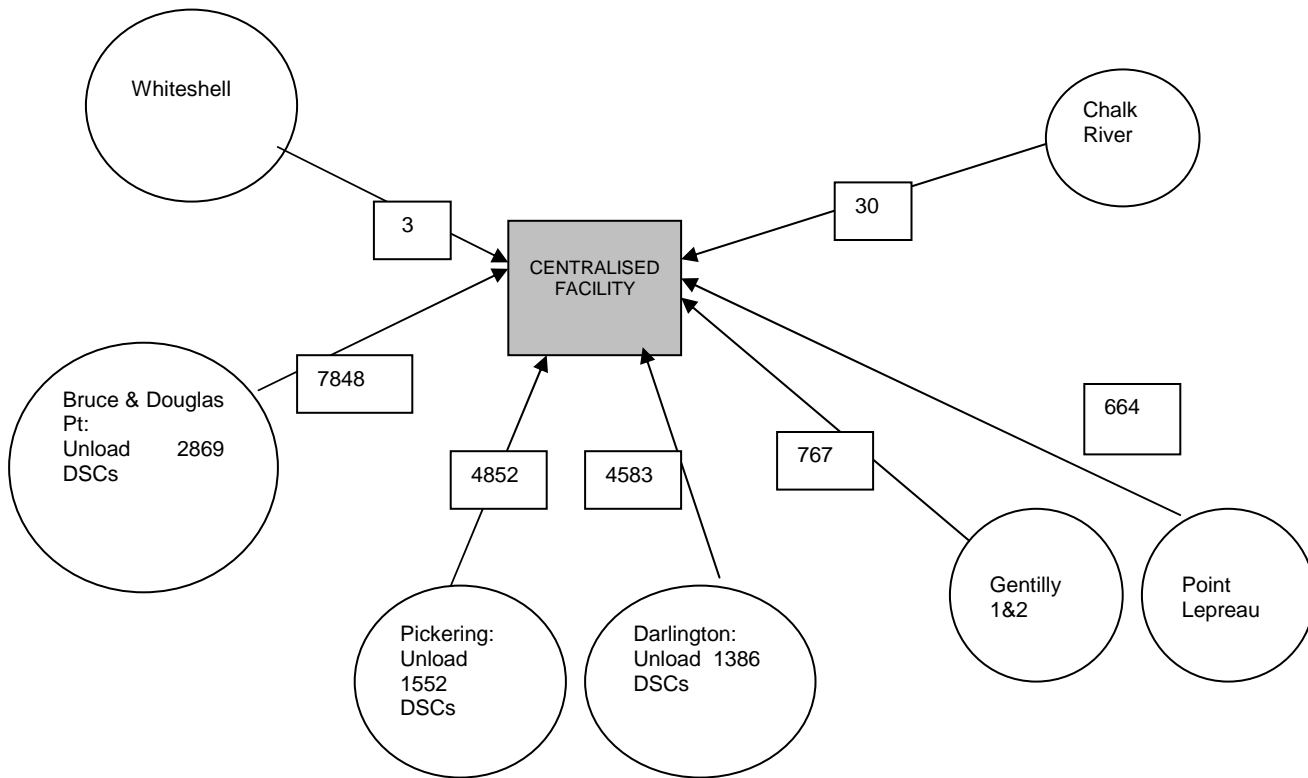 Whiteshell
Chalk
River
3
30
CENTRALISED
FACILITY
7848
Bruce & Douglas
Pt:
Unload 2869
DSCs
664
4852
4583
767
Gentilly
1&2
Point
Lepreau
Pickering:
Unload
1552
DSCs
Darlington:
Unload 1386
DSCs